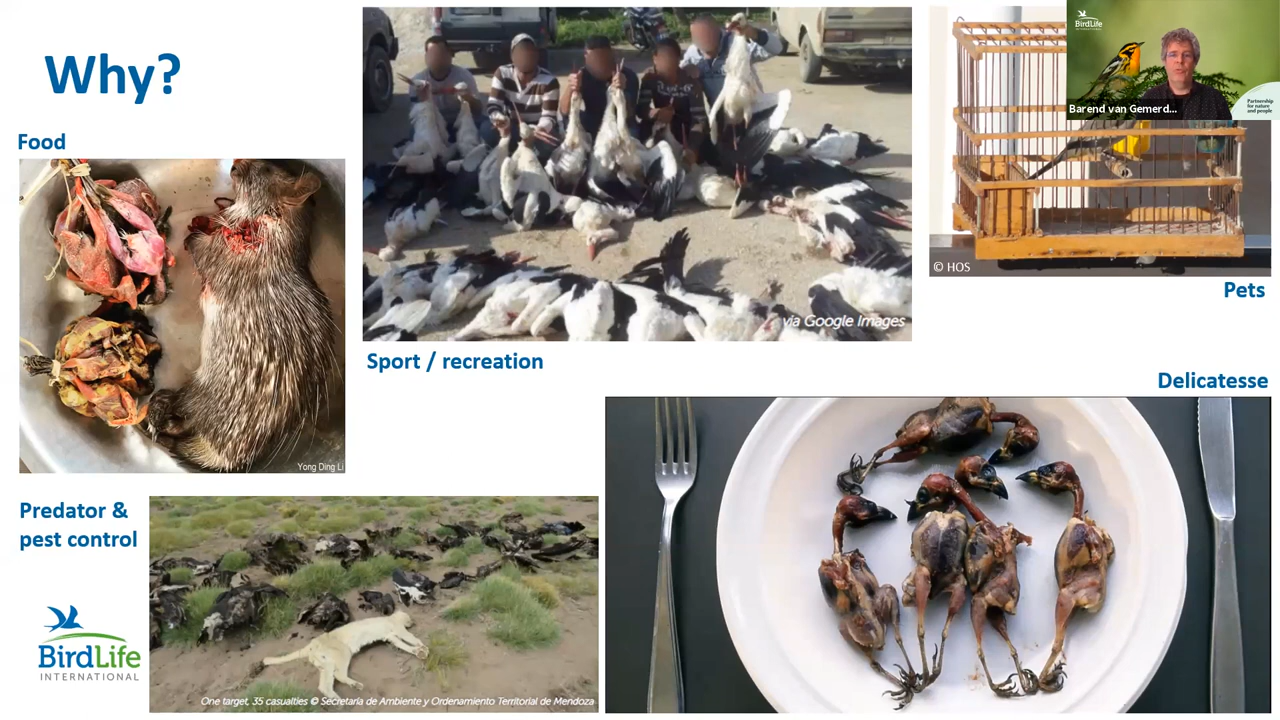 Why?
Food
Yong Ding Li
via Google Images
Sport / recreation
BirdLife
INTERNATIONAL
Barend van Gemerd...
Partnership
for nature
and people
© HOS
Pets
Delicatesse
Predator &
pest control
BirdLife
INTERNATIONAL
One target, 35 casualties © Secretaría de Ambiente y Ordenamiento Territorial de Mendoza